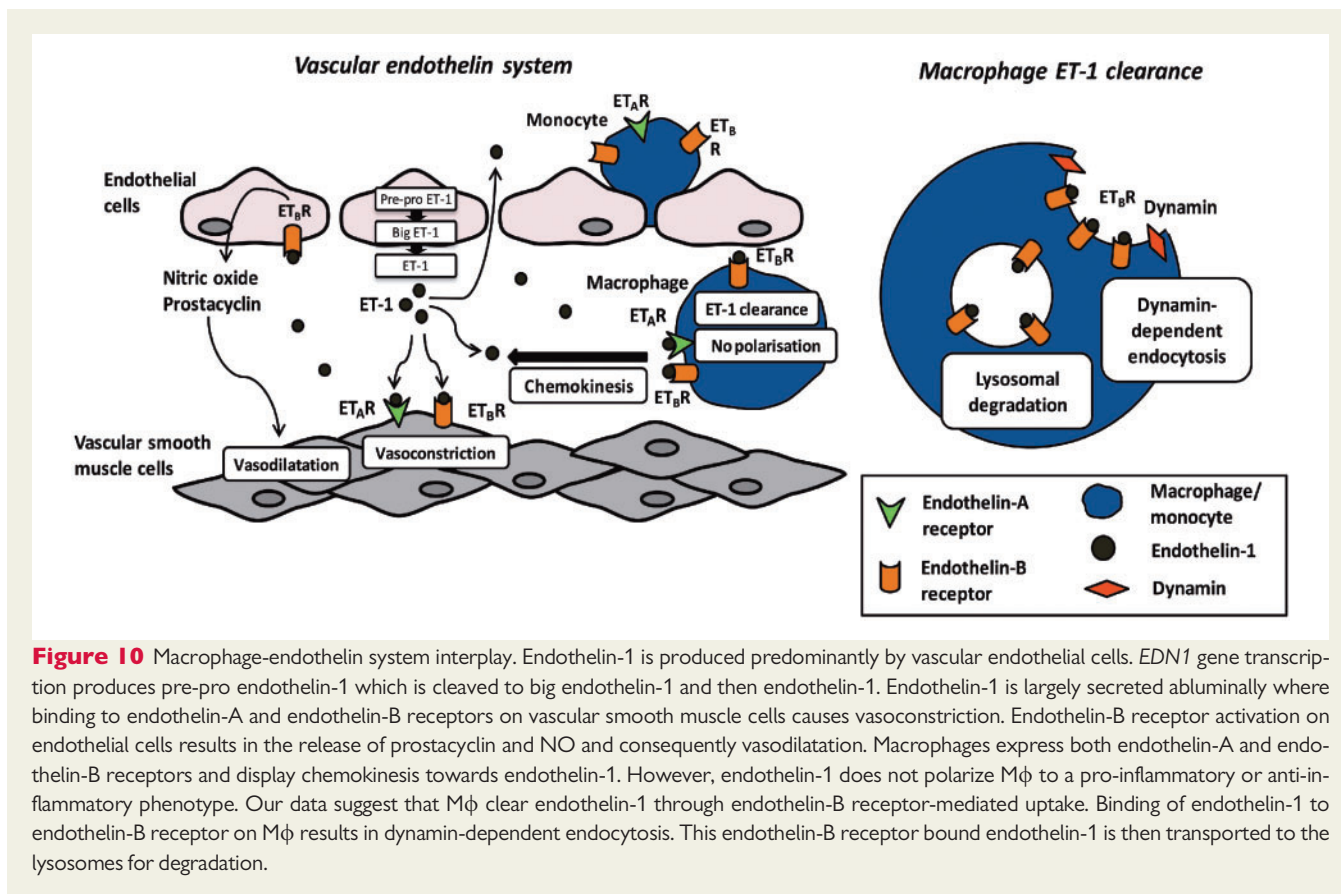 Vascular endothelin system
Macrophage ET-1 clearance
Monocyte
ET_AR
ET_B
R
Endothelial
cells
ET_BR
Pre-pro ET-1
Big ET-1
ET-1
Nitric oxide
Prostacyclin
ET-1
Macrophage
ET_BR
ET-1 clearance
ET_AR
No polarisation
Chemokinesis
ET_BR
ET_AR
ET_BR
Vascular smooth
muscle cells
Vasodilatation
Vasoconstriction
ET_BR
Dynamin
Dynamin-
dependent
endocytosis
Lysosomal
degradation
Endothelin-A
receptor
Endothelin-B
receptor
Macrophage/
monocyte
Endothelin-1
Dynamin
Figure 10 Macrophage-endothelin system interplay. Endothelin-1 is produced predominantly by vascular endothelial cells. EDN1 gene transcrip-
tion produces pre-pro endothelin-1 which is cleaved to big endothelin-1 and then endothelin-1. Endothelin-1 is largely secreted abluminally where
binding to endothelin-A and endothelin-B receptors on vascular smooth muscle cells causes vasoconstriction. Endothelin-B receptor activation on
endothelial cells results in the release of prostacyclin and NO and consequently vasodilatation. Macrophages express both endothelin-A and endo-
thelin-B receptors and display chemokinesis towards endothelin-1. However, endothelin-1 does not polarize Mϕ to a pro-inflammatory or anti-in-
flammatory phenotype. Our data suggest that Mϕ clear endothelin-1 through endothelin-B receptor-mediated uptake. Binding of endothelin-1 to
endothelin-B receptor on Mϕ results in dynamin-dependent endocytosis. This endothelin-B receptor bound endothelin-1 is then transported to the
lysosomes for degradation.